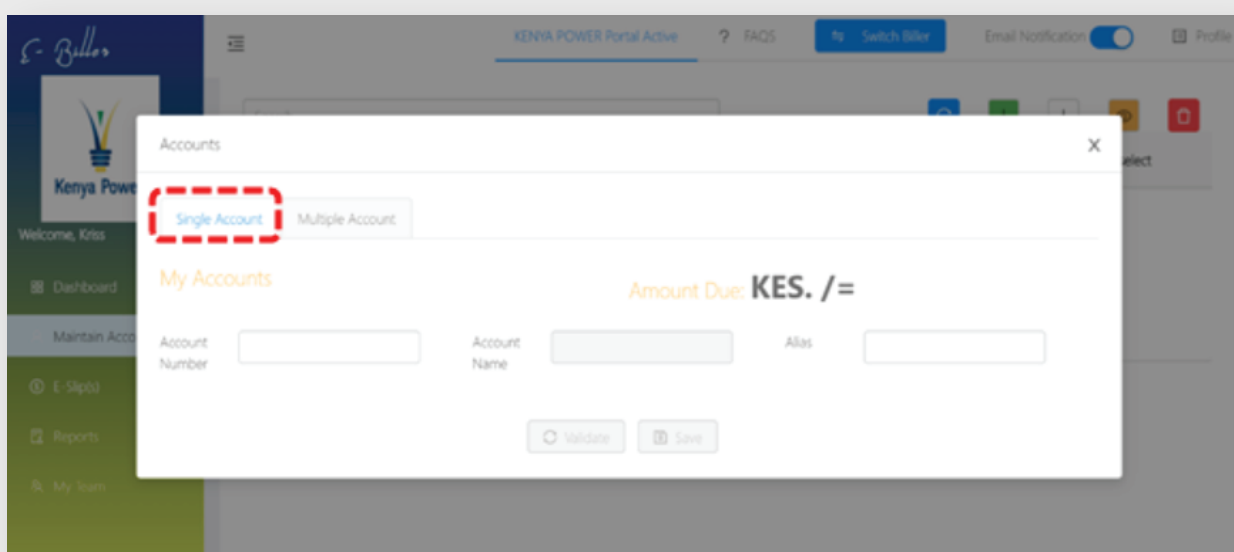 E-Biller
KENYA POWER Portal Active
? FAQS
Switch Biller
Email Notification
Profile
Kenya Powe
Welcome, Kriss
Dashboard
Maintain Acco
E-Slip(s)
Reports
My Team
select
Accounts
X
Single Account
Multiple Account
My Accounts
Amount Due: KES. /=
Account Number
Account Name
Alias
Validate
Save